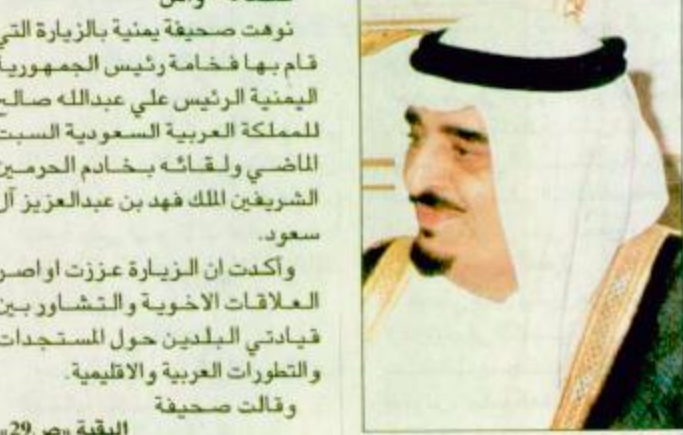 نوهت صحيفة يمنية بالزيارة التي
قام بها فخامة رئيس الجمهورية
اليمنية الرئيس علي عبدالله صالح
للمملكة العربية السعودية السبت
الماضي ولقائه بخادم الحرمين
الشريفين الملك فهد بن عبدالعزيز آل
سعود.
وأكدت ان الزيارة عززت اواصر
العلاقات الاخوية والتشاور بين
قيادتي البلدين حول المستجدات
والتطورات العربية والاقليمية.
وقالت صحيفة
البقية «ص29»